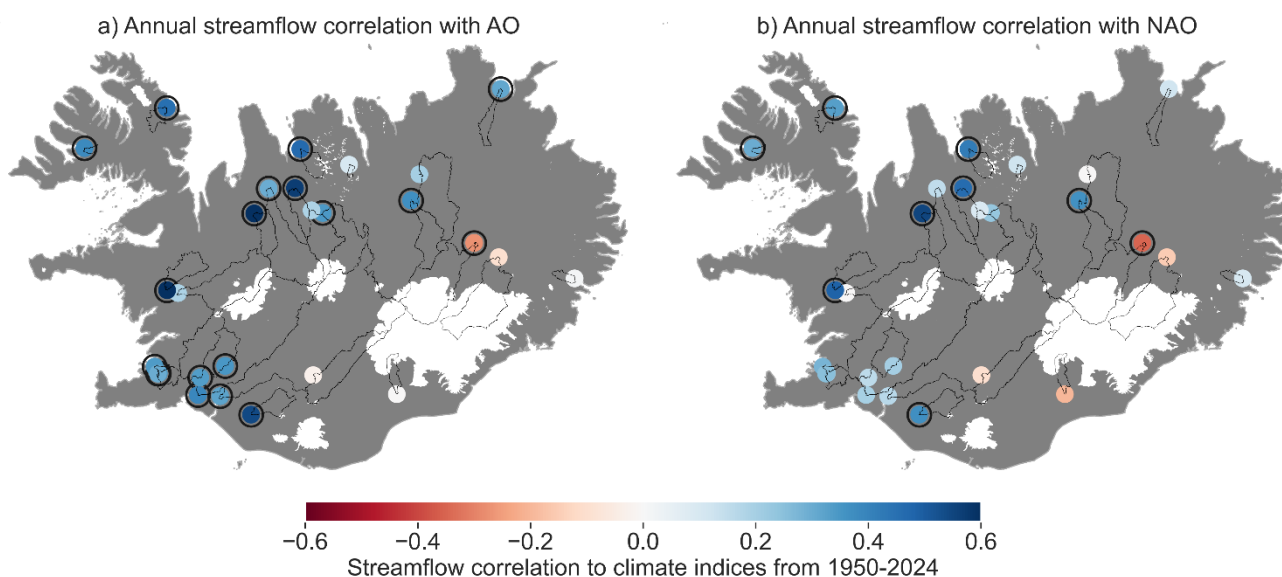 a) Annual streamflow correlation with AO
b) Annual streamflow correlation with NAO
−0.6 −0.4 −0.2 0.0 0.2 0.4 0.6
Streamflow correlation to climate indices from 1950-2024